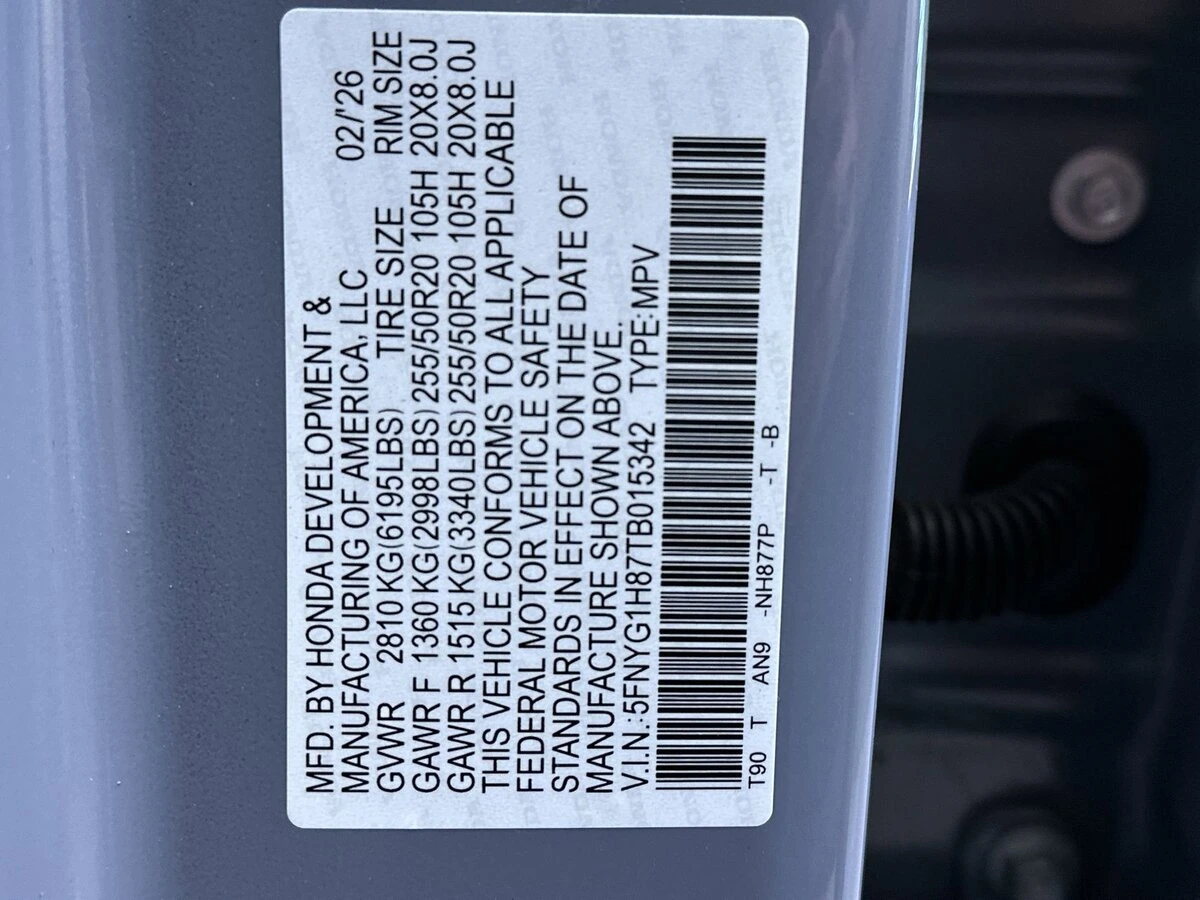 MFD. BY HONDA DEVELOPMENT &
MANUFACTURING OF AMERICA, LLC 02/'26
GVWR 2810 KG(6195LBS) TIRE SIZE RIM SIZE
GAWR F 1360 KG(2998LBS) 255/50R20 105H 20X8.0J
GAWR R 1515 KG(3340LBS) 255/50R20 105H 20X8.0J
THIS VEHICLE CONFORMS TO ALL APPLICABLE
FEDERAL MOTOR VEHICLE SAFETY
STANDARDS IN EFFECT ON THE DATE OF
MANUFACTURE SHOWN ABOVE.
V.I.N.:5FNYG1H87TB015342 TYPE:MPV
T90 T AN9 -NH877P -T -B